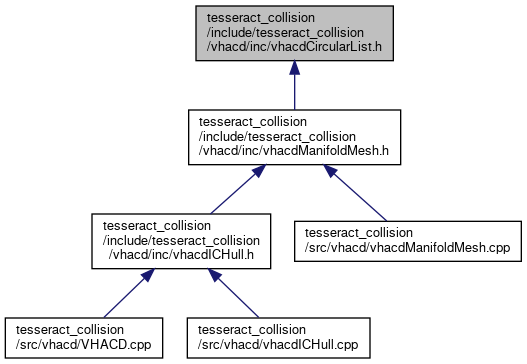 tesseract_collision
/include/tesseract_collision
/vhacd/inc/vhacdCircularList.h
tesseract_collision
/include/tesseract_collision
/vhacd/inc/vhacdManifoldMesh.h
tesseract_collision
/include/tesseract_collision
/vhacd/inc/vhacdICHull.h
tesseract_collision
/src/vhacd/vhacdManifoldMesh.cpp
tesseract_collision
/src/vhacd/VHACD.cpp
tesseract_collision
/src/vhacd/vhacdICHull.cpp